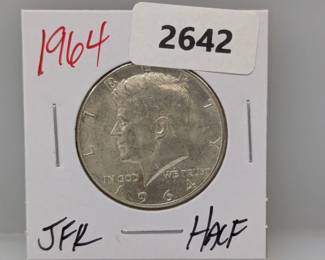 1964
2642
LIBERTY
IN GOD WE TRUST
1964
JFK HALF